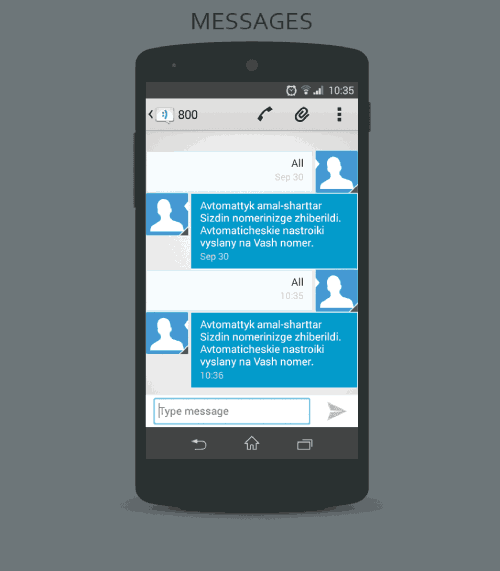 MESSAGES
10:35
:) 800
All
Sep 30
Avtomattyk amal-sharttar
Sizdin nomerinizge zhiberildi.
Avtomaticheskie nastroiki
vyslany na Vash nomer.
Sep 30
All
10:35
Avtomattyk amal-sharttar
Sizdin nomerinizge zhiberildi.
Avtomaticheskie nastroiki
vyslany na Vash nomer.
10:36
Type message